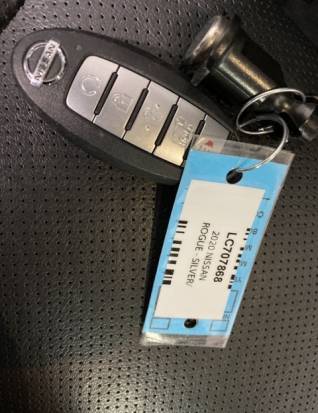 NISSAN
LC707868
2020 NISSAN
ROGUE - SILVER/